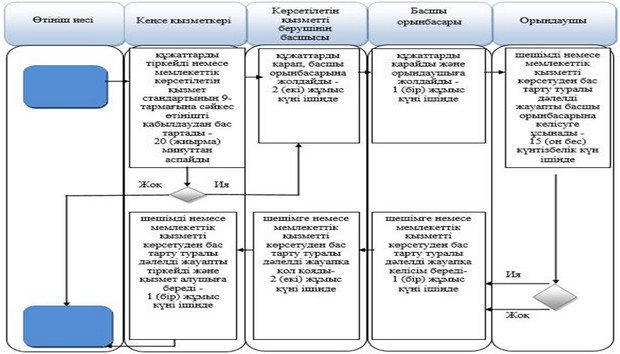 Өтініш иесі
Кеңсе қызметкері
Көрсетілетін
қызметті
берушінің
басшысы
Басшы
орынбасары
Орындаушы
құжаттарды
тіркейді немесе
мемлекеттік
көрсетілетін
қызмет
стандартының 9-
тармағына сәйкес
өтінішті
қабылдаудан бас
тартады -
20 (жиырма)
минуттан
аспайды
құжаттарды
қарап, басшы
орынбасарына
жолдайды -
2 (екі) жұмыс
күні ішінде
құжаттарды
қарайды және
орындаушыға
жолдайды -
1 (бір) жұмыс
күні ішінде
шешімді немесе
мемлекеттік
қызметті
көрсетуден бас
тарту туралы
дәлелді
жауапты басшы
орынбасарына
келісуге
ұсынады -
15 (он бес)
күнтізбелік күн
ішінде
Жоқ
Ия
шешімді немесе
мемлекеттік
қызметті
көрсетуден бас
тарту туралы
дәлелді жауапты
тіркейді және
қызмет алушыға
береді -
1 (бір) жұмыс
күні ішінде
шешімге немесе
мемлекеттік
қызметті
көрсетуден бас
тарту туралы
дәлелді жауапқа
қол қояды-
2 (екі) жұмыс
күні ішінде
шешімге немесе
мемлекеттік
қызметті
көрсетуден бас
тарту туралы
дәлелді жауапқа
келісім береді-
1 (бір) жұмыс
күні ішінде
Ия
Жоқ